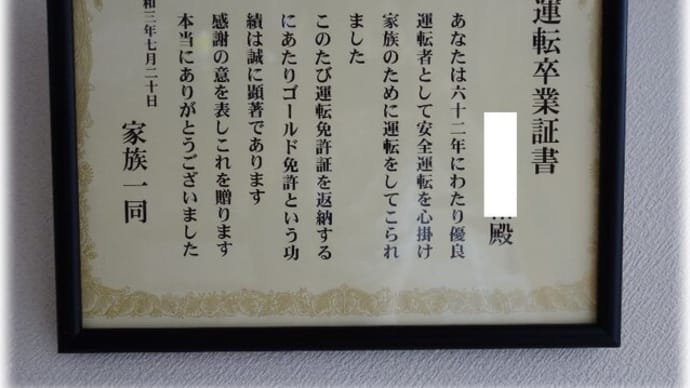 運転卒業証書
殿
あなたは六十二年にわたり優良
運転者として安全運転を心掛け
家族のために運転をしてこられ
ました
このたび運転免許証を返納する
にあたりゴールド免許という功
績は誠に顕著であります
感謝の意を表しこれを贈ります
本当にありがとうございました
和三年七月二十日
家族一同